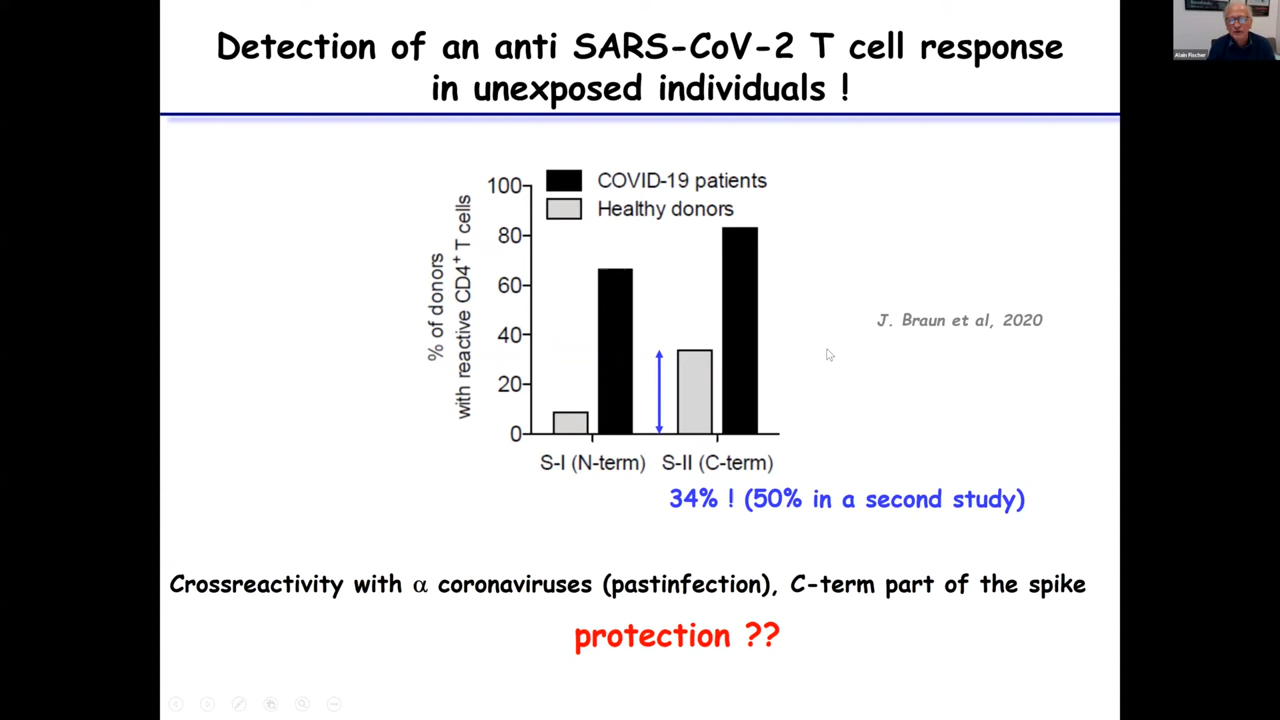 Detection of an anti SARS-CoV-2 T cell response
in unexposed individuals !
Alain Fischer
COVID-19 patients
Healthy donors
% of donors
with reactive CD4⁺ T cells
100
80
60
40
20
0
S-I (N-term) S-II (C-term)
J. Braun et al, 2020
34% ! (50% in a second study)
Crossreactivity with α coronaviruses (pastinfection), C-term part of the spike
protection ??